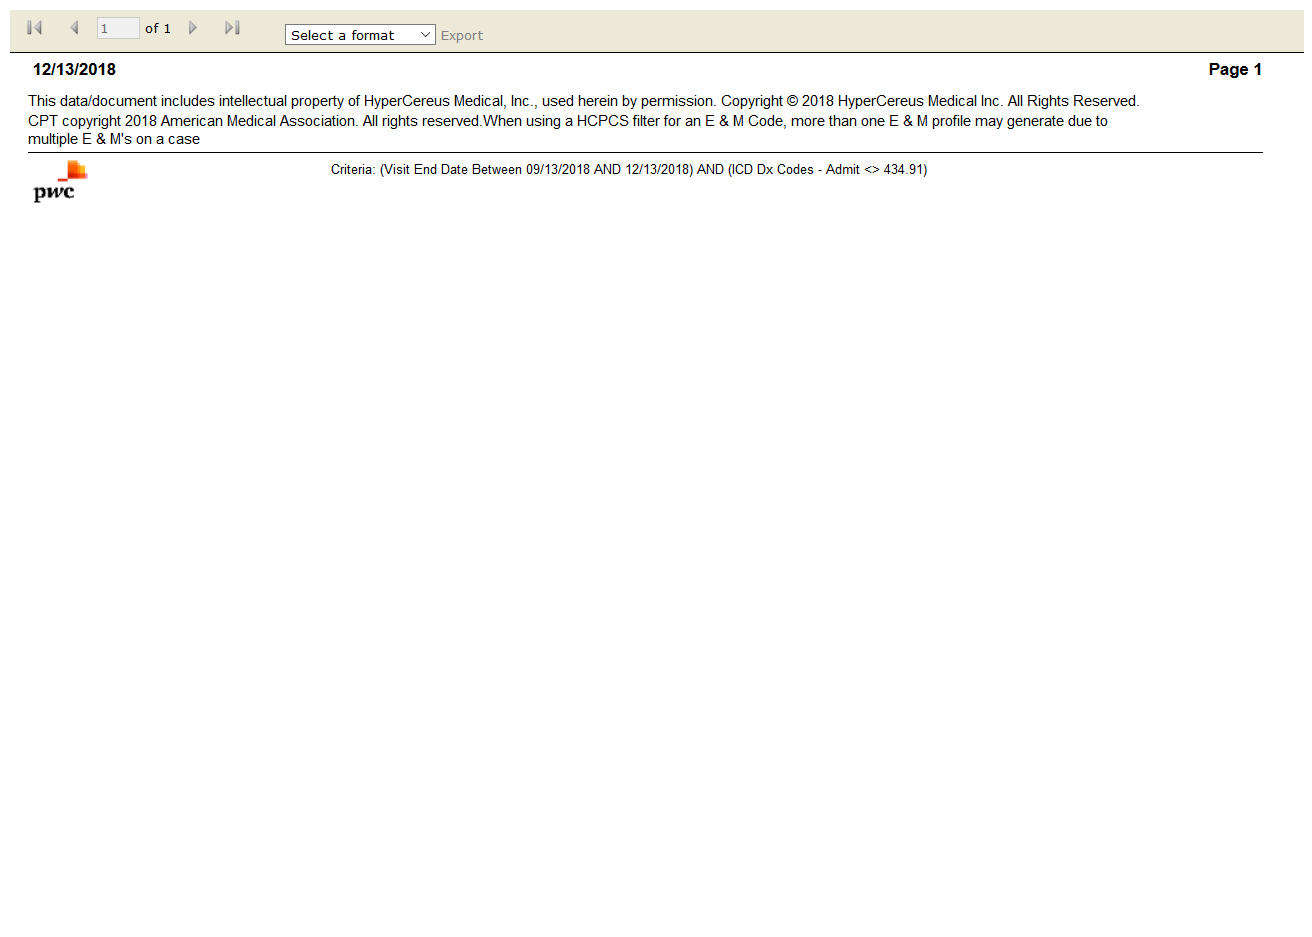 1 of 1 Select a format Export
12/13/2018 Page 1
This data/document includes intellectual property of HyperCereus Medical, Inc., used herein by permission. Copyright © 2018 HyperCereus Medical Inc. All Rights Reserved.
CPT copyright 2018 American Medical Association. All rights reserved.When using a HCPCS filter for an E & M Code, more than one E & M profile may generate due to
multiple E & M's on a case
pwc
Criteria: (Visit End Date Between 09/13/2018 AND 12/13/2018) AND (ICD Dx Codes - Admit <> 434.91)